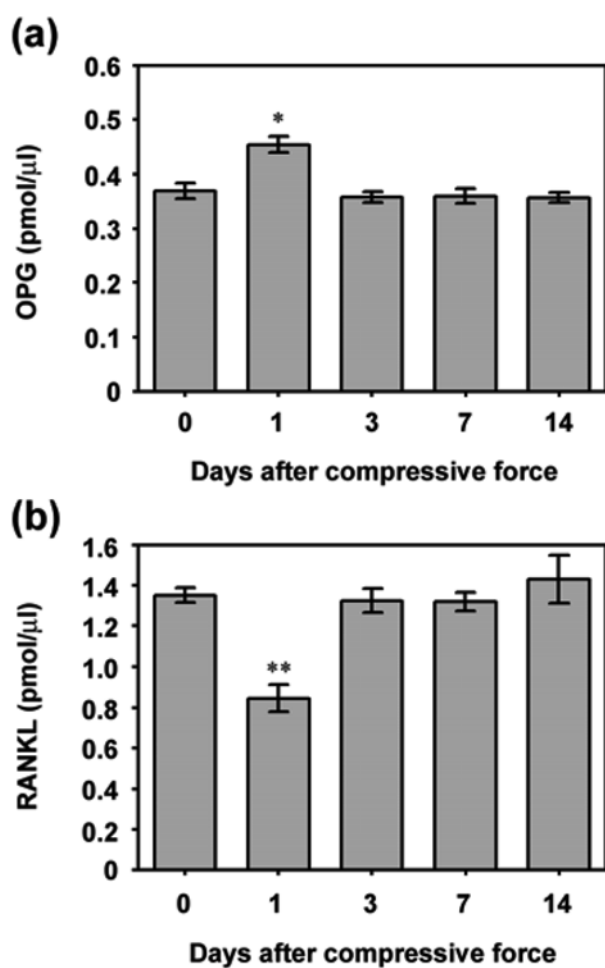 (a)
0.6
0.5
0.4
0.3
0.2
0.1
0
OPG (pmol/μl)
*
0 1 3 7 14
Days after compressive force
(b)
1.6
1.4
1.2
1.0
0.8
0.6
0.4
0.2
0
RANKL (pmol/μl)
**
0 1 3 7 14
Days after compressive force